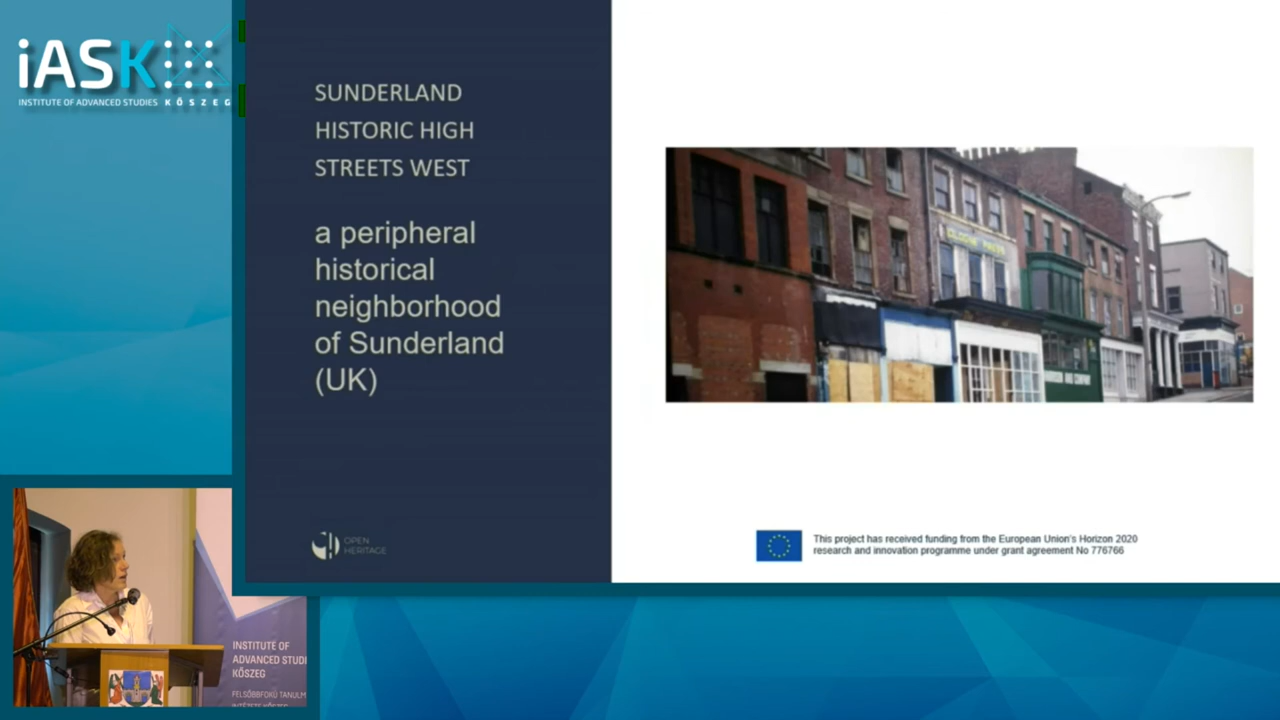 iASK
INSTITUTE OF ADVANCED STUDIES KŐSZEG
SUNDERLAND
HISTORIC HIGH
STREETS WEST
a peripheral
historical
neighborhood
of Sunderland
(UK)
OPEN
HERITAGE
This project has received funding from the European Union's Horizon 2020
research and innovation programme under grant agreement No 776766
INSTITUTE OF
ADVANCED STUDI
KŐSZEG
FELSŐBBFOKÚ TANULM